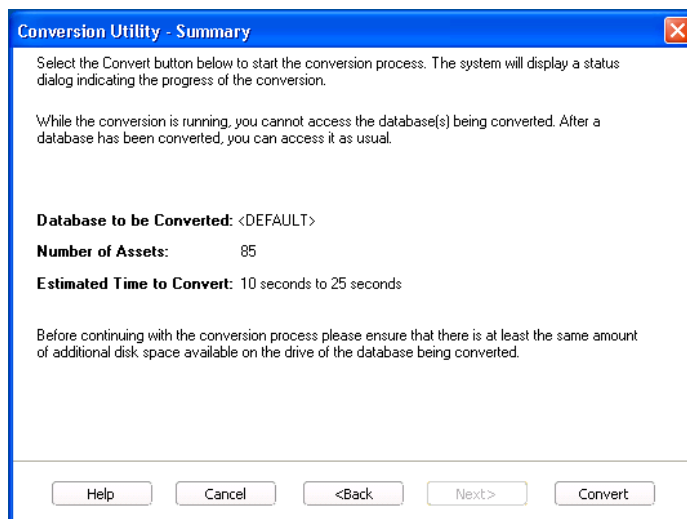 Conversion Utility - Summary
Select the Convert button below to start the conversion process. The system will display a status
dialog indicating the progress of the conversion.
While the conversion is running, you cannot access the database(s) being converted. After a
database has been converted, you can access it as usual.
Database to be Converted: <DEFAULT>
Number of Assets: 85
Estimated Time to Convert: 10 seconds to 25 seconds
Before continuing with the conversion process please ensure that there is at least the same amount
of additional disk space available on the drive of the database being converted.
Help Cancel <Back Next> Convert